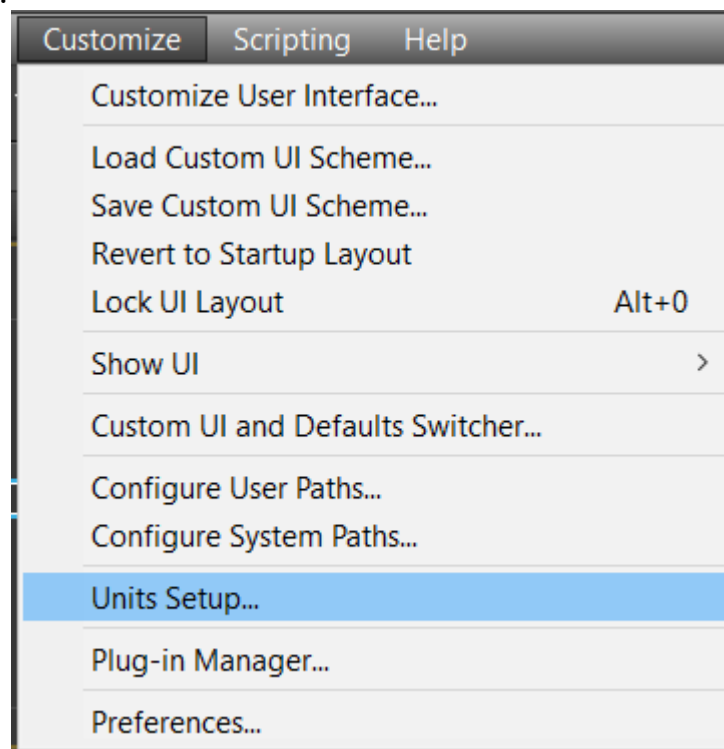 Customize Scripting Help
Customize User Interface...
Load Custom UI Scheme...
Save Custom UI Scheme...
Revert to Startup Layout
Lock UI Layout Alt+0
Show UI >
Custom UI and Defaults Switcher...
Configure User Paths...
Configure System Paths...
Units Setup...
Plug-in Manager...
Preferences...